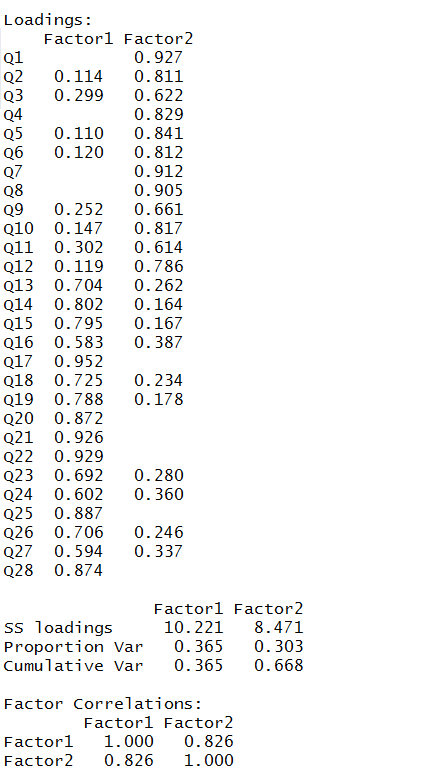 Loadings:
    Factor1 Factor2
Q1           0.927
Q2   0.114   0.811
Q3   0.299   0.622
Q4           0.829
Q5   0.110   0.841
Q6   0.120   0.812
Q7           0.912
Q8           0.905
Q9   0.252   0.661
Q10  0.147   0.817
Q11  0.302   0.614
Q12  0.119   0.786
Q13  0.704   0.262
Q14  0.802   0.164
Q15  0.795   0.167
Q16  0.583   0.387
Q17  0.952
Q18  0.725   0.234
Q19  0.788   0.178
Q20  0.872
Q21  0.926
Q22  0.929
Q23  0.692   0.280
Q24  0.602   0.360
Q25  0.887
Q26  0.706   0.246
Q27  0.594   0.337
Q28  0.874
               Factor1 Factor2
SS loadings     10.221   8.471
Proportion Var   0.365   0.303
Cumulative Var   0.365   0.668
Factor Correlations:
        Factor1 Factor2
Factor1   1.000   0.826
Factor2   0.826   1.000